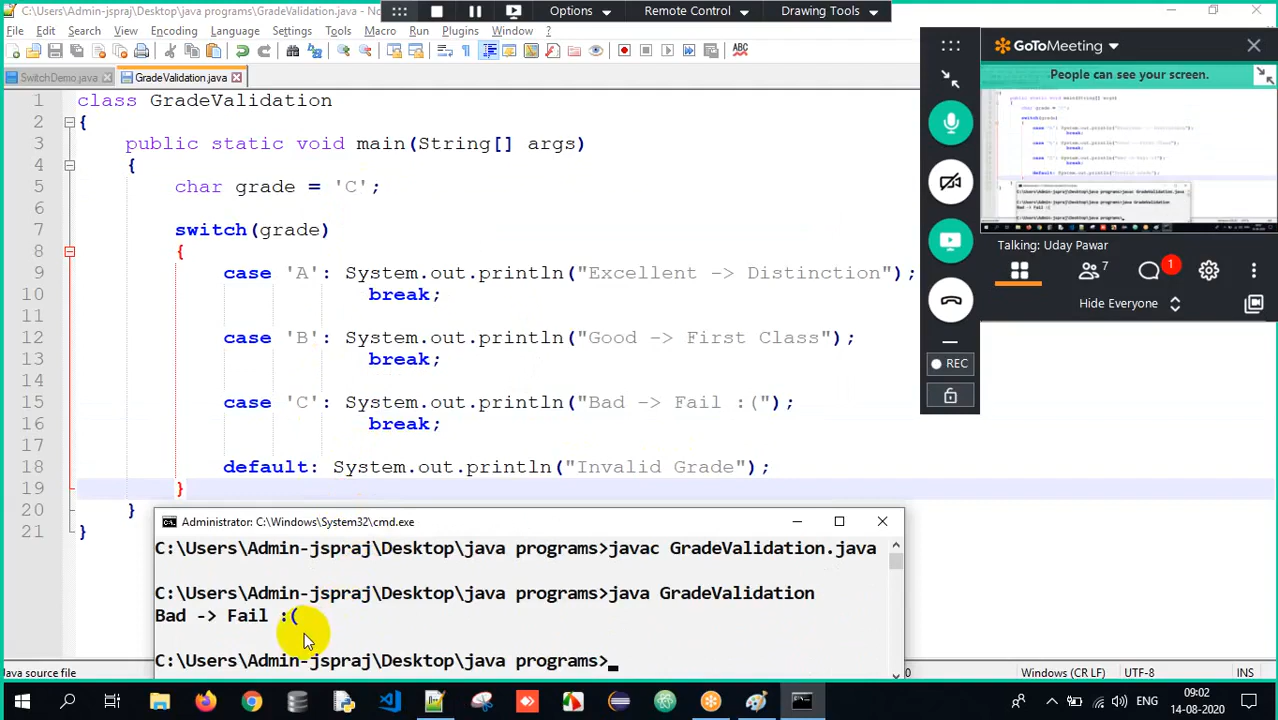 C:\Users\Admin-jspraj\Desktop\java programs\GradeValidation.java - No
Options
Remote Control
Drawing Tools
File Edit Search View Encoding Language Settings Tools Macro Run Plugins Window ?
SwitchDemo.java
GradeValidation.java
1 class GradeValidation
2 {
3 public static void main(String[] args)
4 {
5 char grade = 'C';
6
7 switch(grade)
8 {
9 case 'A': System.out.println("Excellent -> Distinction");
10 break;
11
12 case 'B': System.out.println("Good -> First Class");
13 break;
14
15 case 'C': System.out.println("Bad -> Fail :(");
16 break;
17
18 default: System.out.println("Invalid Grade");
19 }
20 }
21 }
GoToMeeting
People can see your screen.
Talking: Uday Pawar
7
1
Hide Everyone
REC
Administrator: C:\Windows\System32\cmd.exe
C:\Users\Admin-jspraj\Desktop\java programs>javac GradeValidation.java
C:\Users\Admin-jspraj\Desktop\java programs>java GradeValidation
Bad -> Fail :(
C:\Users\Admin-jspraj\Desktop\java programs>
Java source file
08
Windows (CR LF)
UTF-8
INS
ENG
09:02
14-08-2020